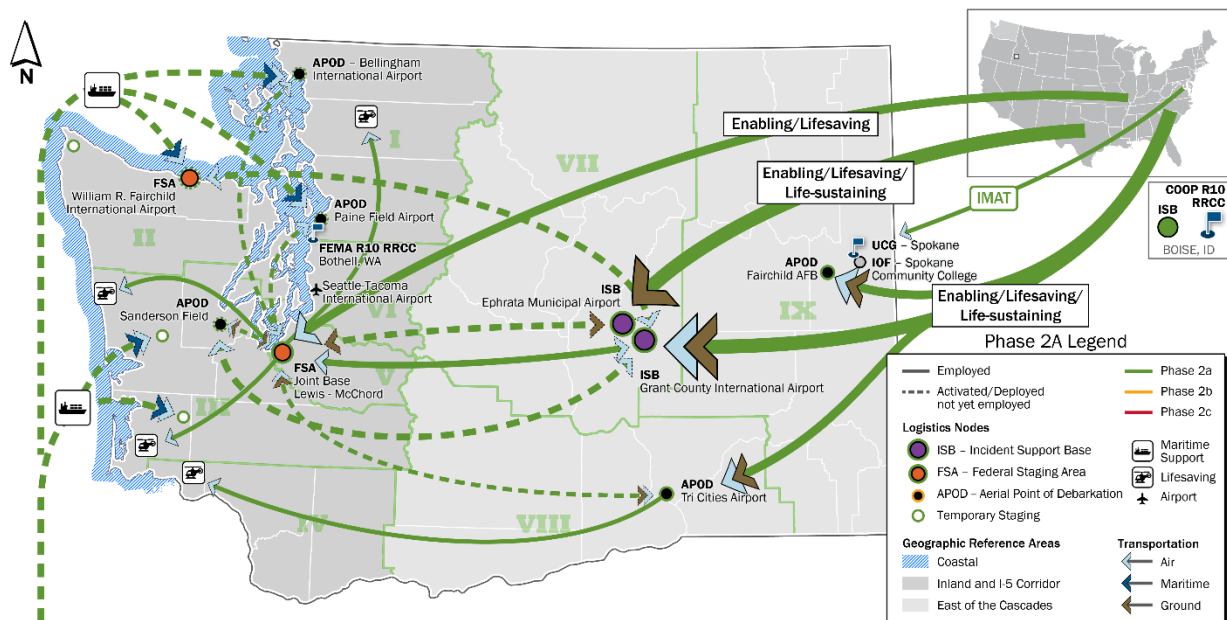 N
APOD – Bellingham
International Airport
I
FSA
William R. Fairchild
International Airport
II
APOD
Paine Field Airport
FEMA R10 RRCC
Bothell, WA
Seattle-Tacoma
International Airport
APOD
Sanderson Field
VI
FSA
Joint Base
Lewis - McChord
V
III
IV
VII
Enabling/Lifesaving
Enabling/Lifesaving/
Life-sustaining
IMAT
COOP R10
RRCC
ISB
BOISE, ID
UCG – Spokane
IOF – Spokane
Community College
APOD
Fairchild AFB
IX
ISB
Ephrata Municipal Airport
ISB
Grant County International Airport
Enabling/Lifesaving/
Life-sustaining
APOD
Tri Cities Airport
VIII
Phase 2A Legend
Employed
Activated/Deployed
not yet employed
Phase 2a
Phase 2b
Phase 2c
Logistics Nodes
ISB – Incident Support Base
FSA – Federal Staging Area
APOD – Aerial Point of Debarkation
Temporary Staging
Maritime
Support
Lifesaving
Airport
Geographic Reference Areas
Coastal
Inland and I-5 Corridor
East of the Cascades
Transportation
Air
Maritime
Ground